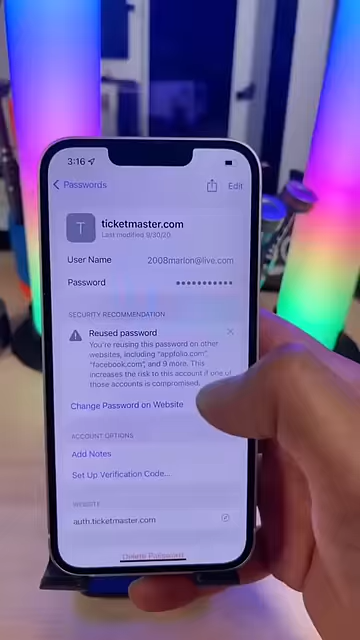 3:16
Passwords
Edit
T
ticketmaster.com
Last modified 9/30/20
User Name 2008marlon@live.com
Password •••••••••••
SECURITY RECOMMENDATION
Reused password
You're reusing this password on other
websites, including "appfolio.com",
"facebook.com", and 9 more. This
increases the risk to this account if one of
those accounts is compromised.
Change Password on Website
ACCOUNT OPTIONS
Add Notes
Set Up Verification Code...
WEBSITE
auth.ticketmaster.com
Delete Password